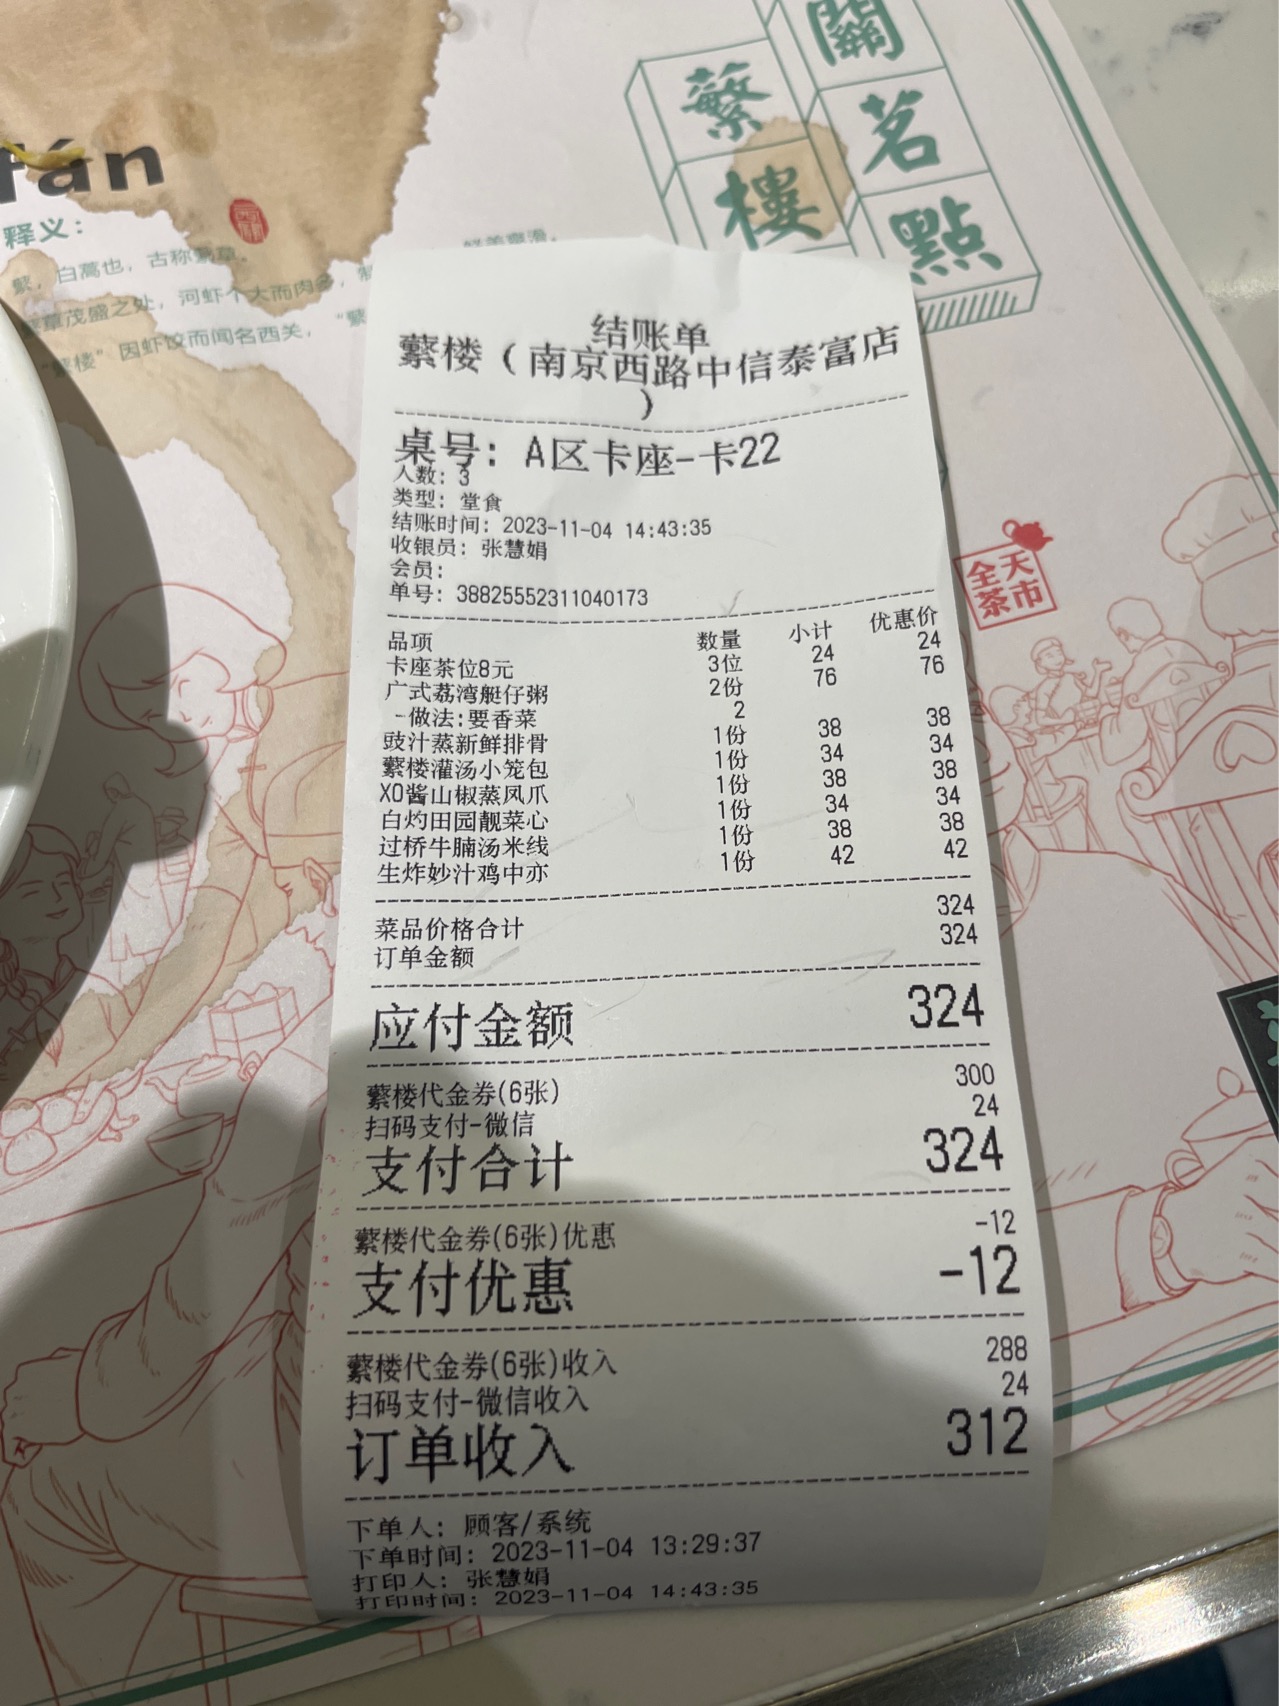 關
蘩 茗
樓 點
fán
释义：
蘩，白蒿也，古称
草茂盛之处，河虾个大而肉多，
"蘩楼"因虾饺而闻名西关，"蘩
全天
茶市
结账单
蘩楼（南京西路中信泰富店
）
桌号：A区卡座-卡22
人数：3
类型：堂食
结账时间：2023-11-04 14:43:35
收银员：张慧娟
会员：
单号：38825552311040173
品项 数量 小计 优惠价
卡座茶位8元 3位 24 24
广式荔湾艇仔粥 2份 76 76
-做法:要香菜 2
豉汁蒸新鲜排骨 1份 38 38
蘩楼灌汤小笼包 1份 34 34
XO酱山椒蒸凤爪 1份 38 38
白灼田园靓菜心 1份 34 34
过桥牛腩汤米线 1份 38 38
生炸妙汁鸡中亦 1份 42 42
菜品价格合计 324
订单金额 324
应付金额 324
蘩楼代金券(6张) 300
扫码支付-微信 24
支付合计 324
蘩楼代金券(6张)优惠 -12
支付优惠 -12
蘩楼代金券(6张)收入 288
扫码支付-微信收入 24
订单收入 312
下单人：顾客/系统
下单时间：2023-11-04 13:29:37
打印人：张慧娟
打印时间：2023-11-04 14:43:35